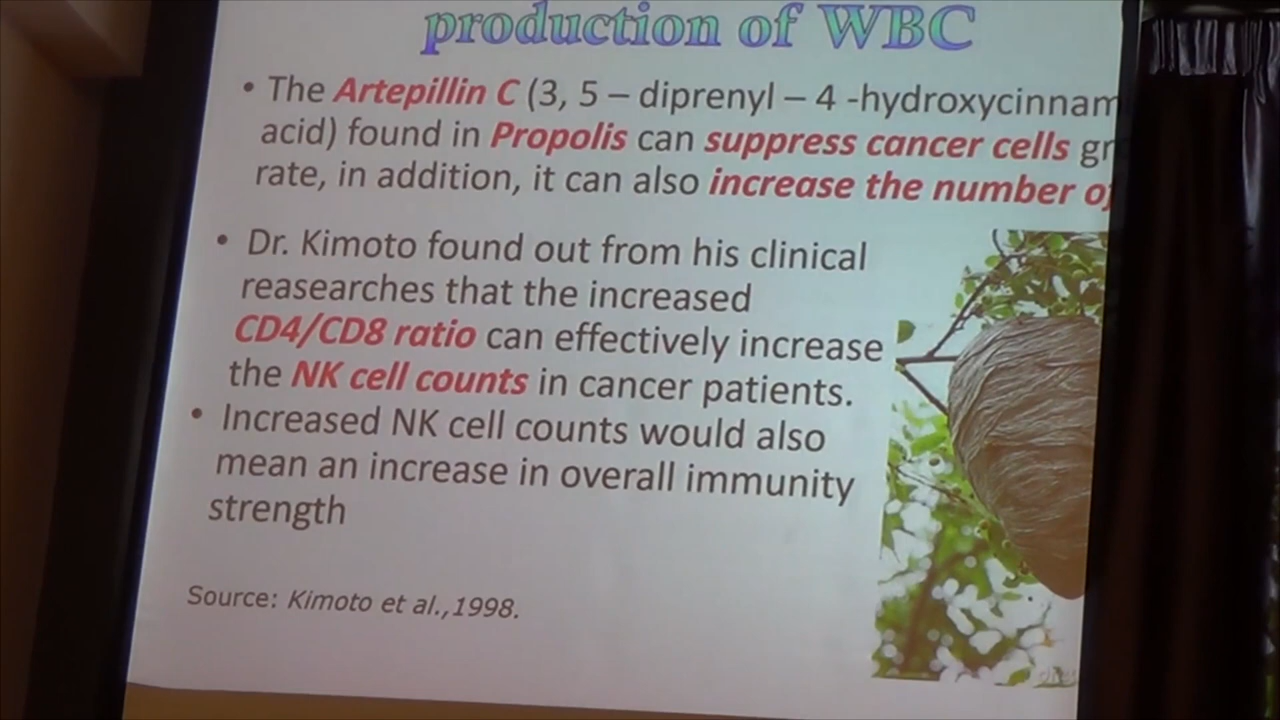 production of WBC
• The Artepillin C (3, 5 – diprenyl – 4 -hydroxycinnam
acid) found in Propolis can suppress cancer cells gr
rate, in addition, it can also increase the number of
• Dr. Kimoto found out from his clinical
reasearches that the increased
CD4/CD8 ratio can effectively increase
the NK cell counts in cancer patients.
• Increased NK cell counts would also
mean an increase in overall immunity
strength
Source: Kimoto et al.,1998.